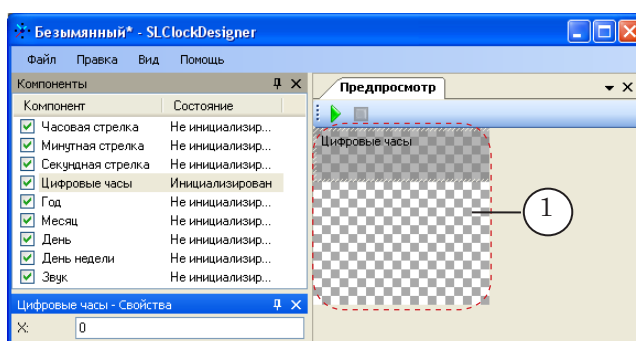 Безымянный* - SLClockDesigner
Файл Правка Вид Помощь
Компоненты
Компонент Состояние
Часовая стрелка Не инициализир...
Минутная стрелка Не инициализир...
Секундная стрелка Не инициализир...
Цифровые часы Инициализирован
Год Не инициализир...
Месяц Не инициализир...
День Не инициализир...
День недели Не инициализир...
Звук Не инициализир...
Цифровые часы - Свойства
X: 0
Предпросмотр
Цифровые часы
1